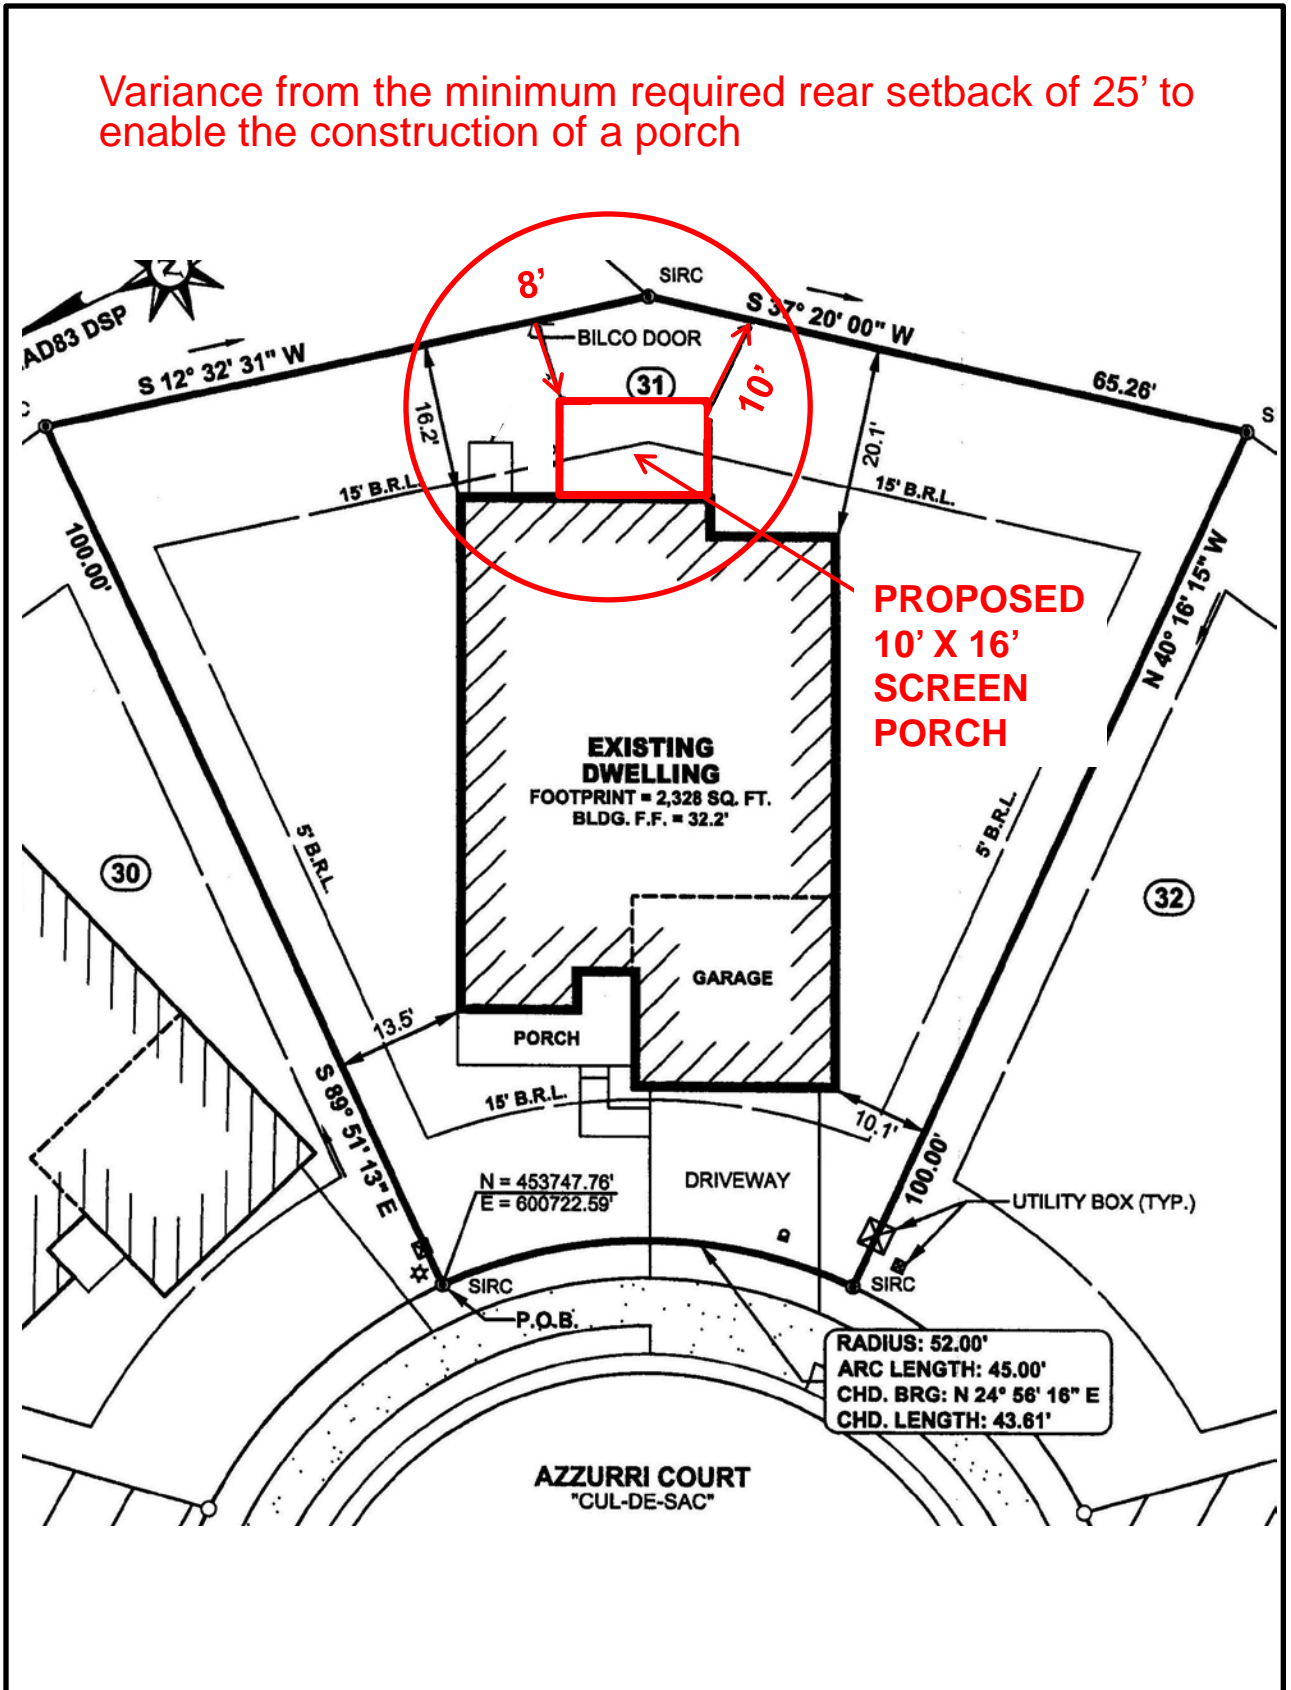 Variance from the minimum required rear setback of 25’ to
enable the construction of a porch
SIRC
8’
S 37° 20' 00" W
AD83 DSP
BILCO DOOR
S 12° 32' 31" W
31
10’
65.26'
C
S
16.2'
20.1'
15' B.R.L.
15' B.R.L.
100.00'
N 40° 16' 15" W
PROPOSED
10’ X 16’
SCREEN
PORCH
EXISTING
DWELLING
FOOTPRINT = 2,328 SQ. FT.
BLDG. F.F. = 32.2'
5' B.R.L.
5' B.R.L.
30
32
GARAGE
13.5'
PORCH
S 89° 51' 13" E
15' B.R.L.
10.1'
100.00'
N = 453747.76'
E = 600722.59'
DRIVEWAY
UTILITY BOX (TYP.)
SIRC
SIRC
P.O.B.
RADIUS: 52.00'
ARC LENGTH: 45.00'
CHD. BRG: N 24° 56' 16" E
CHD. LENGTH: 43.61'
AZZURRI COURT
"CUL-DE-SAC"